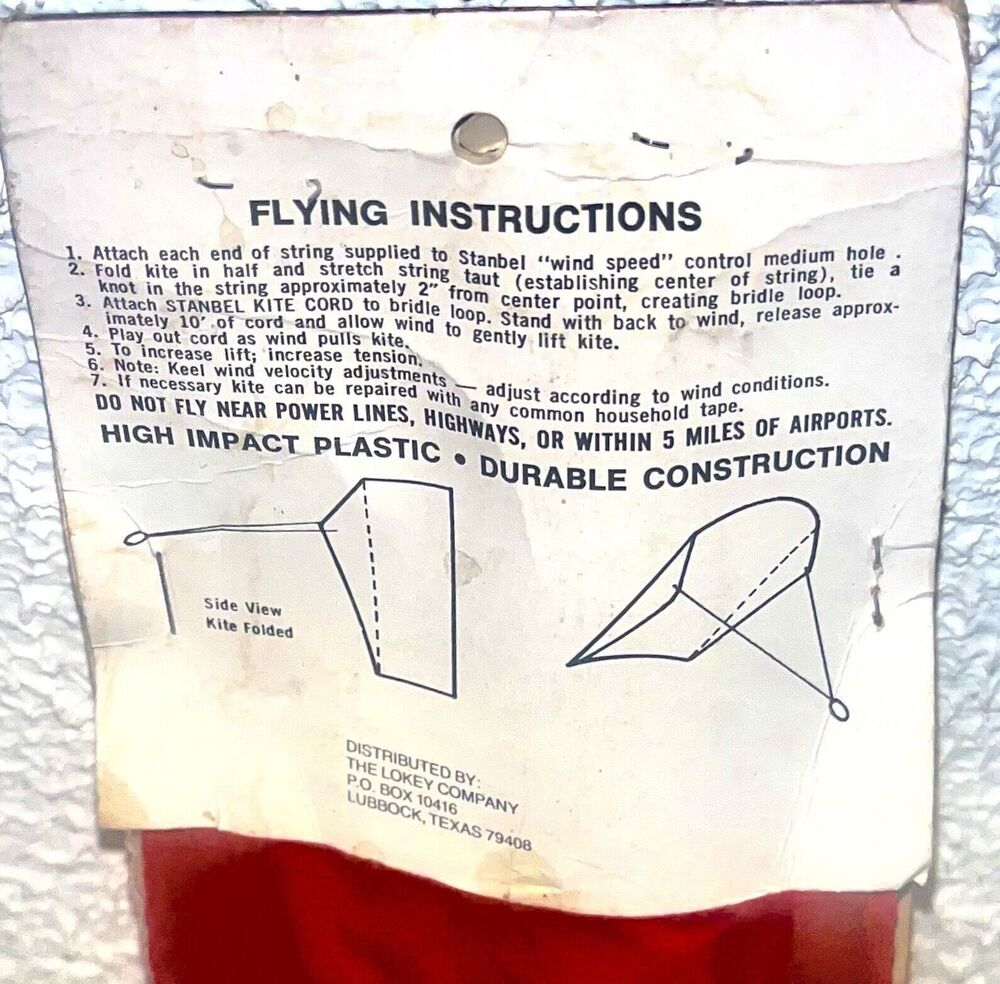 FLYING INSTRUCTIONS
1. Attach each end of string supplied to Stanbel "wind speed" control medium hole .
2. Fold kite in half and stretch string taut (establishing center of string), tie a
knot in the string approximately 2" from center point, creating bridle loop.
3. Attach STANBEL KITE CORD to bridle loop. Stand with back to wind, release approx-
imately 10' of cord and allow wind to gently lift kite.
4. Play out cord as wind pulls kite.
5. To increase lift; increase tension.
6. Note: Keel wind velocity adjustments — adjust according to wind conditions.
7. If necessary kite can be repaired with any common household tape.
DO NOT FLY NEAR POWER LINES, HIGHWAYS, OR WITHIN 5 MILES OF AIRPORTS.
HIGH IMPACT PLASTIC • DURABLE CONSTRUCTION
Side View
Kite Folded
DISTRIBUTED BY:
THE LOKEY COMPANY
P.O. BOX 10416
LUBBOCK, TEXAS 79408